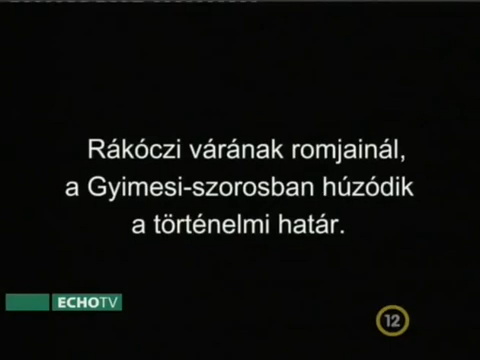 Rákóczi várának romjainál,
a Gyimesi-szorosban húzódik
a történelmi határ.
ECHOTV
12